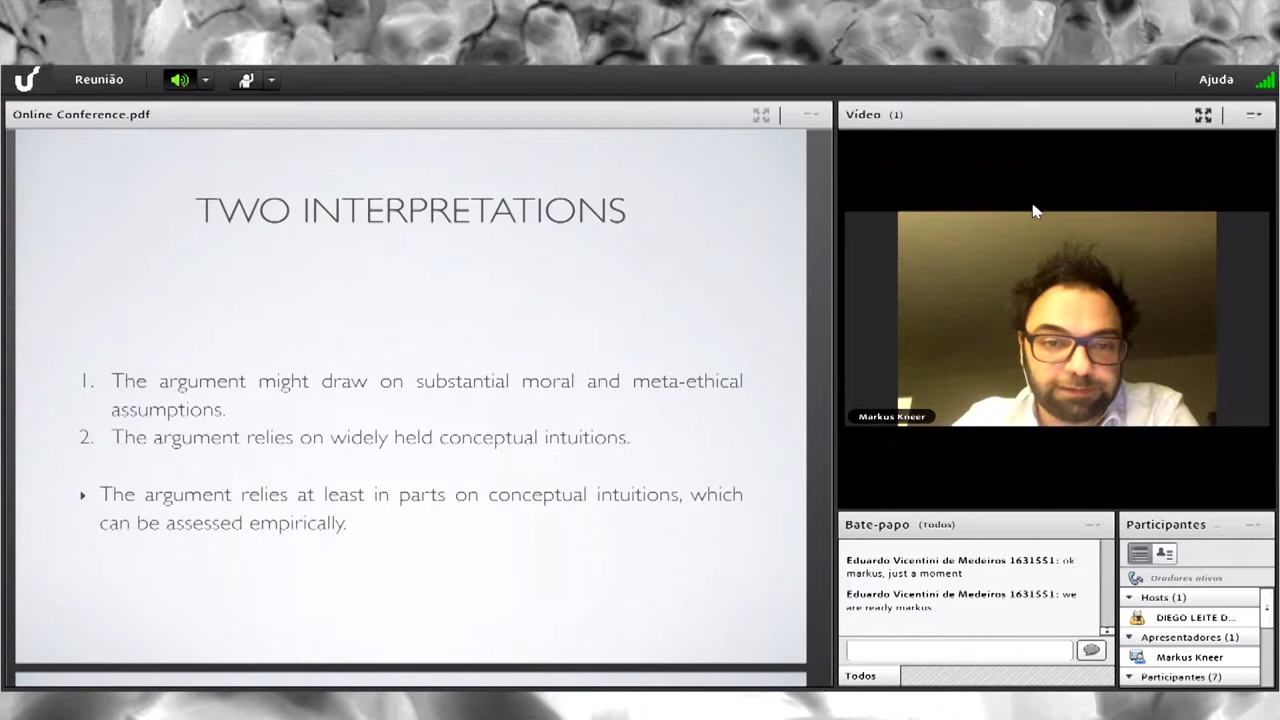 Reunião
Ajuda
Online Conference.pdf
TWO INTERPRETATIONS
1. The argument might draw on substantial moral and meta-ethical
assumptions.
2. The argument relies on widely held conceptual intuitions.
The argument relies at least in parts on conceptual intuitions, which
can be assessed empirically.
Vídeo (1)
Markus Kneer
Bate-papo (Todos)
Eduardo Vicentini de Medeiros 1631551: ok
markus, just a moment
Eduardo Vicentini de Medeiros 1631551: we
are ready markus
Todos
Participantes ..
Oradores ativos
Hosts (1)
DIEGO LEITE D...
Apresentadores (1)
Markus Kneer
Participantes (7)